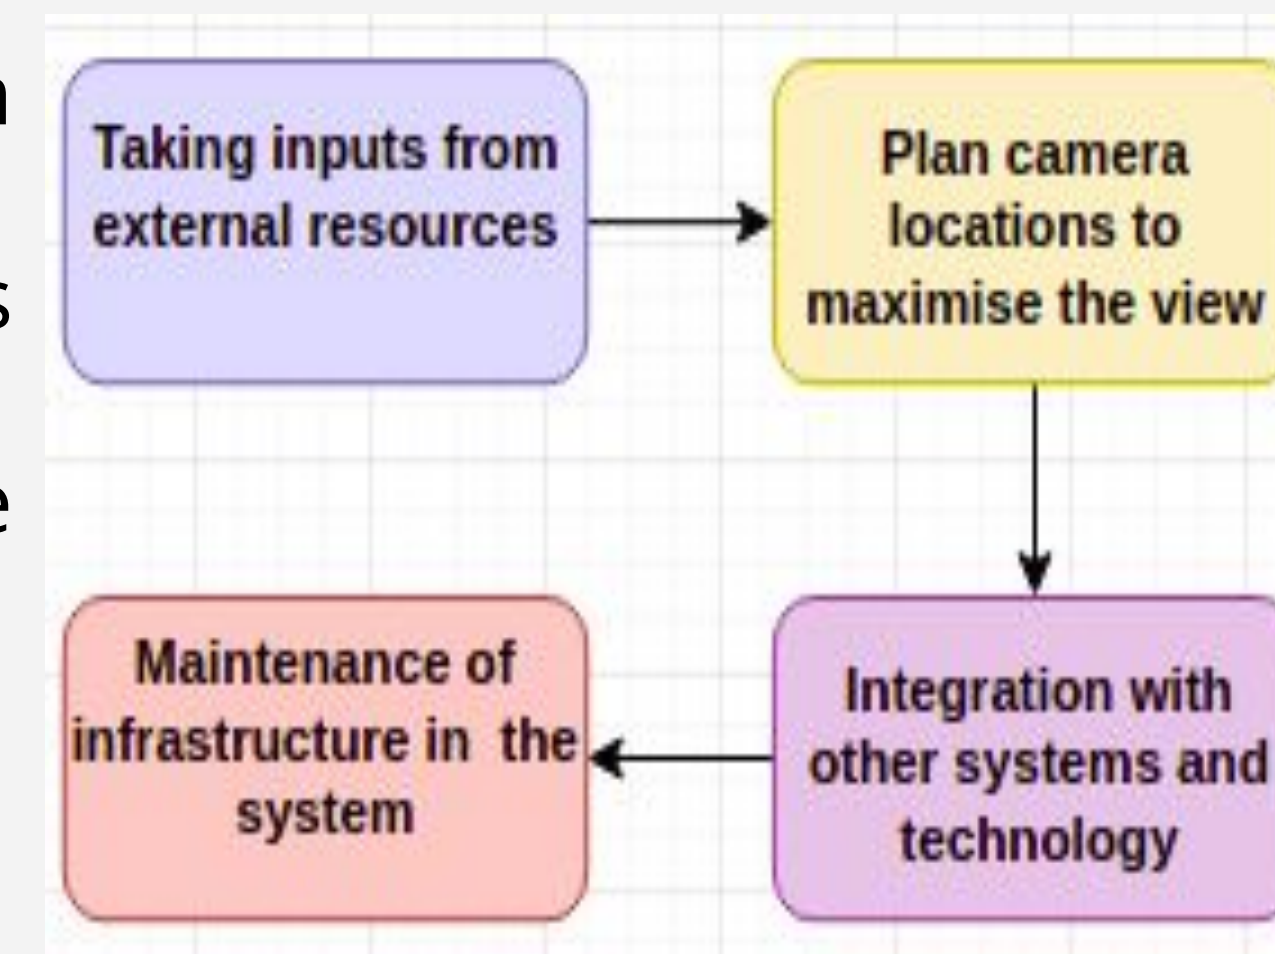 Taking inputs from
external resources
Plan camera
locations to
maximise the view
Integration with
other systems and
technology
Maintenance of
infrastructure in  the
system